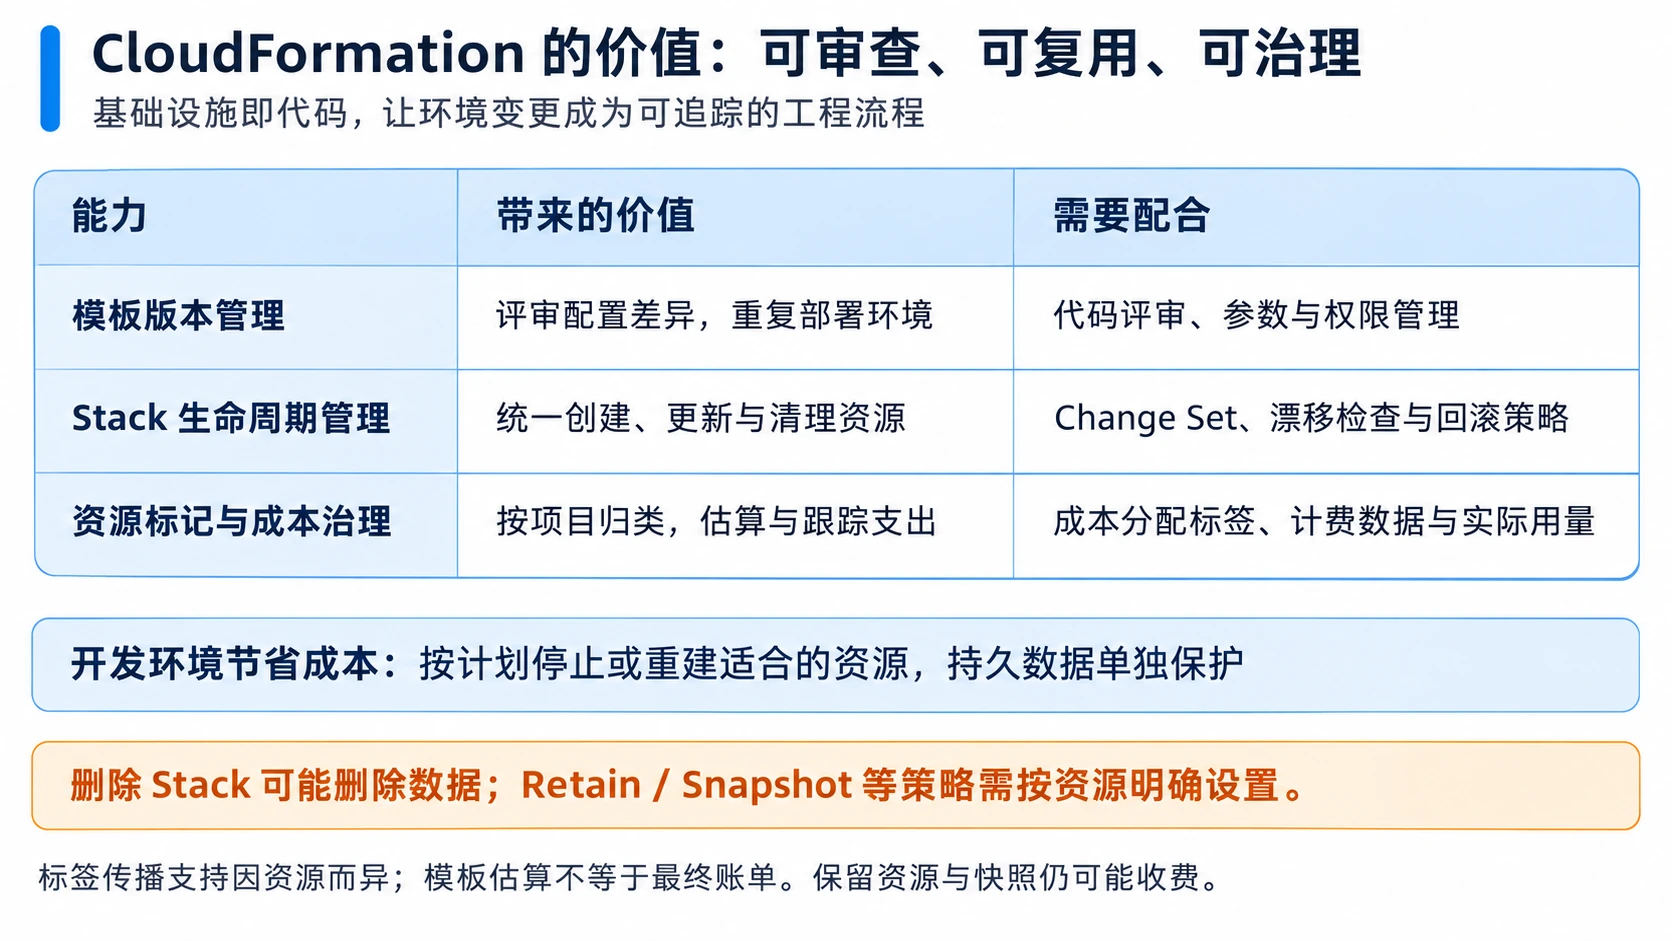 CloudFormation 的价值：可审查、可复用、可治理
基础设施即代码，让环境变更成为可追踪的工程流程
能力 带来的价值 需要配合
模板版本管理 评审配置差异，重复部署环境 代码评审、参数与权限管理
Stack 生命周期管理 统一创建、更新与清理资源 Change Set、漂移检查与回滚策略
资源标记与成本治理 按项目归类，估算与跟踪支出 成本分配标签、计费数据与实际用量
开发环境节省成本：按计划停止或重建适合的资源，持久数据单独保护
删除 Stack 可能删除数据；Retain / Snapshot 等策略需按资源明确设置。
标签传播支持因资源而异；模板估算不等于最终账单。保留资源与快照仍可能收费。